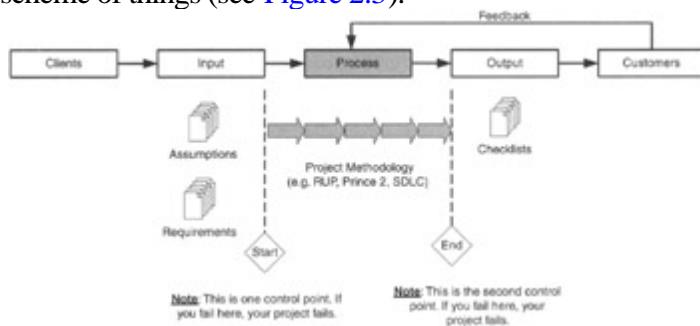 scheme of things (see Figure 2.3).
Feedback
Clients
Input
Process
Output
Customers
Assumptions
Checklists
Project Methodology
(e.g. RUP, Prince 2, SDLC)
Requirements
Start
End
Note: This is one control point. If
you fail here, your project fails.
Note: This is the second control
point. If you fail here, your
project fails.